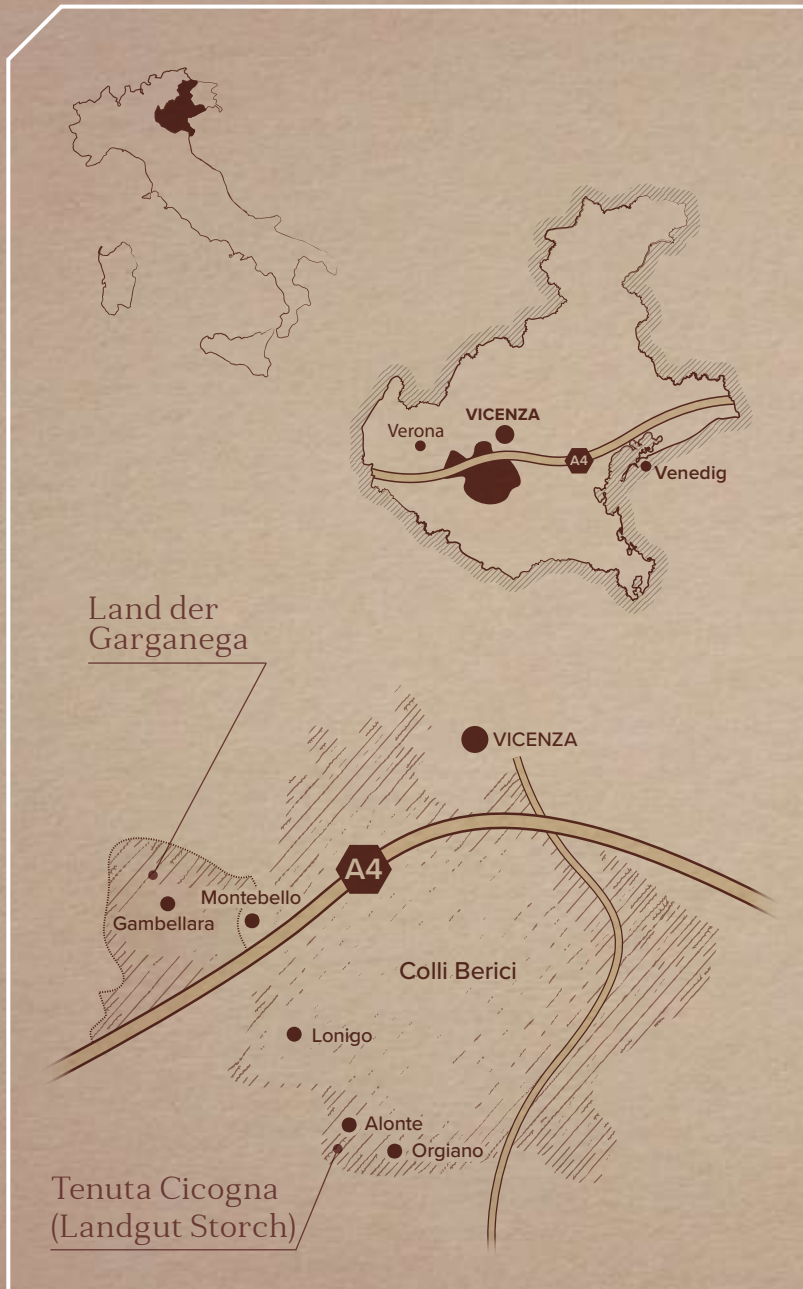 VICENZA
Verona
A4
Venedig
Land der
Garganega
VICENZA
A4
Montebello
Gambellara
Colli Berici
Lonigo
Alonte
Orgiano
Tenuta Cicogna
(Landgut Storch)